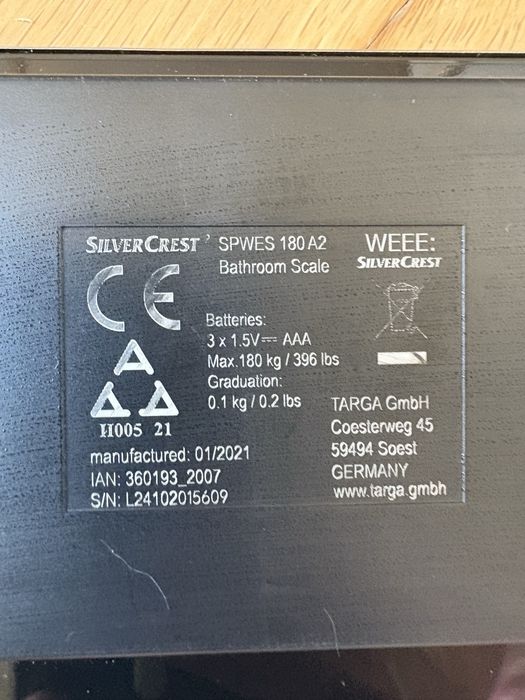 SILVERCREST® SPWES 180 A2
Bathroom Scale
WEEE:
SILVERCREST
CE
Batteries:
3 x 1.5V⎓ AAA
Max.180 kg / 396 lbs
Graduation:
0.1 kg / 0.2 lbs
H005 21
manufactured: 01/2021
IAN: 360193_2007
S/N: L24102015609
TARGA GmbH
Coesterweg 45
59494 Soest
GERMANY
www.targa.gmbh